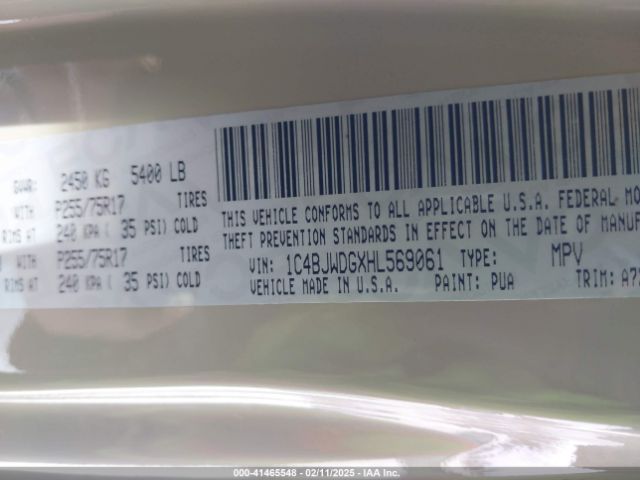 GVWR: 2450 KG 5400 LB
WITH P255/75R17 TIRES
RIMS AT 240 KPA ( 35 PSI) COLD
WITH P255/75R17 TIRES
RIMS AT 240 KPA ( 35 PSI) COLD
THIS VEHICLE CONFORMS TO ALL APPLICABLE U.S.A. FEDERAL MO
THEFT PREVENTION STANDARDS IN EFFECT ON THE DATE OF MANUF
VIN: 1C4BJWDGXHL569061 TYPE: MPV
VEHICLE MADE IN U.S.A. PAINT: PUA TRIM: A7
000-41465548 - 02/11/2025 - IAA Inc.